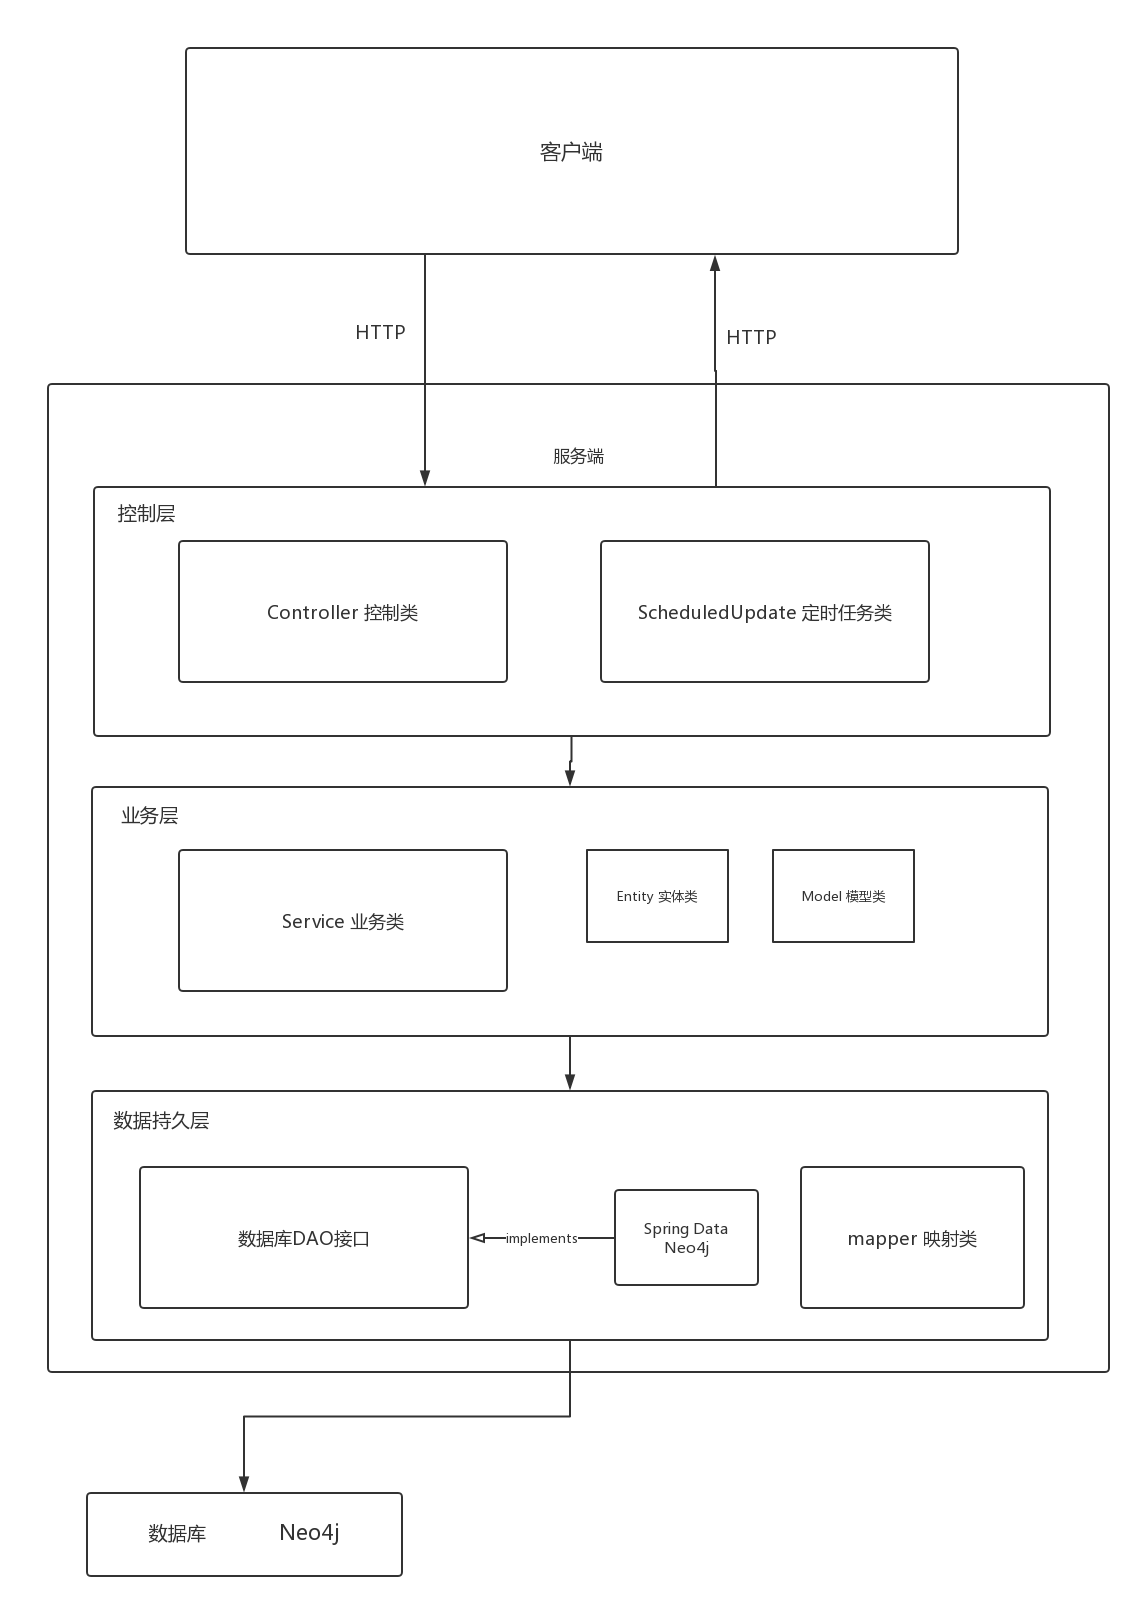 客户端
HTTP
HTTP
服务端
控制层
Controller 控制类
ScheduledUpdate 定时任务类
业务层
Service 业务类
Entity 实体类
Model 模型类
数据持久层
数据库DAO接口
implements
Spring Data
Neo4j
mapper 映射类
数据库 Neo4j